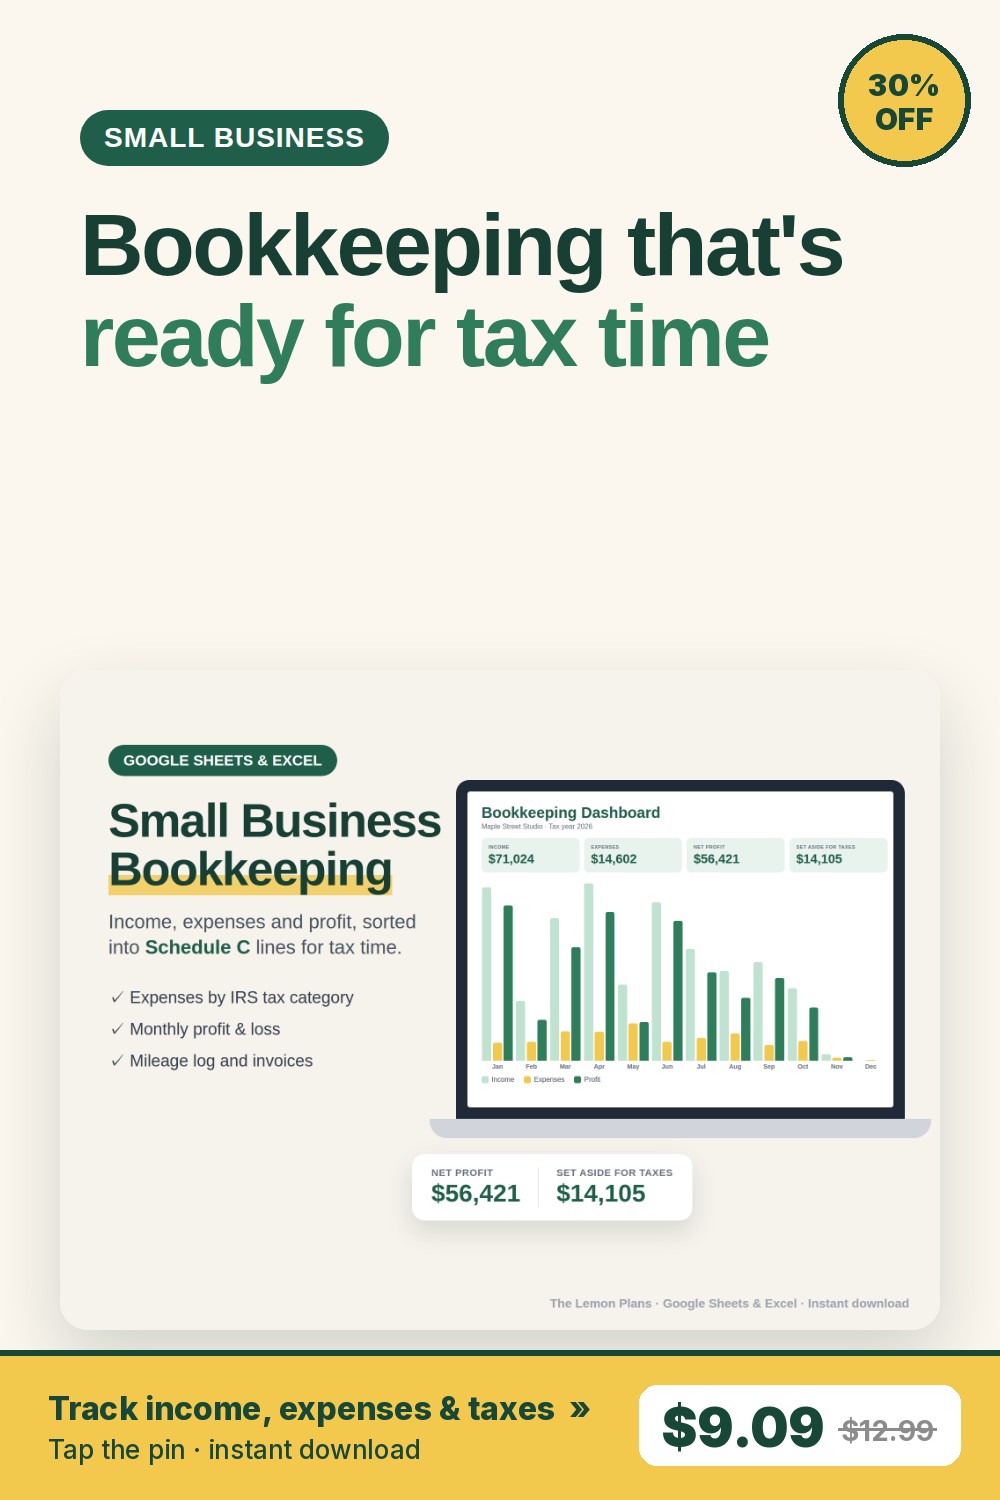 30%
OFF
SMALL BUSINESS
Bookkeeping that's
ready for tax time
GOOGLE SHEETS & EXCEL
Small Business
Bookkeeping
Income, expenses and profit, sorted
into Schedule C lines for tax time.
✓ Expenses by IRS tax category
✓ Monthly profit & loss
✓ Mileage log and invoices
Bookkeeping Dashboard
Maple Street Studio · Tax year 2026
INCOME EXPENSES NET PROFIT SET ASIDE FOR TAXES
$71,024 $14,602 $56,421 $14,105
Jan Feb Mar Apr May Jun Jul Aug Sep Oct Nov Dec
Income Expenses Profit
NET PROFIT SET ASIDE FOR TAXES
$56,421 $14,105
The Lemon Plans · Google Sheets & Excel · Instant download
Track income, expenses & taxes »
Tap the pin · instant download
$9.09 $12.99